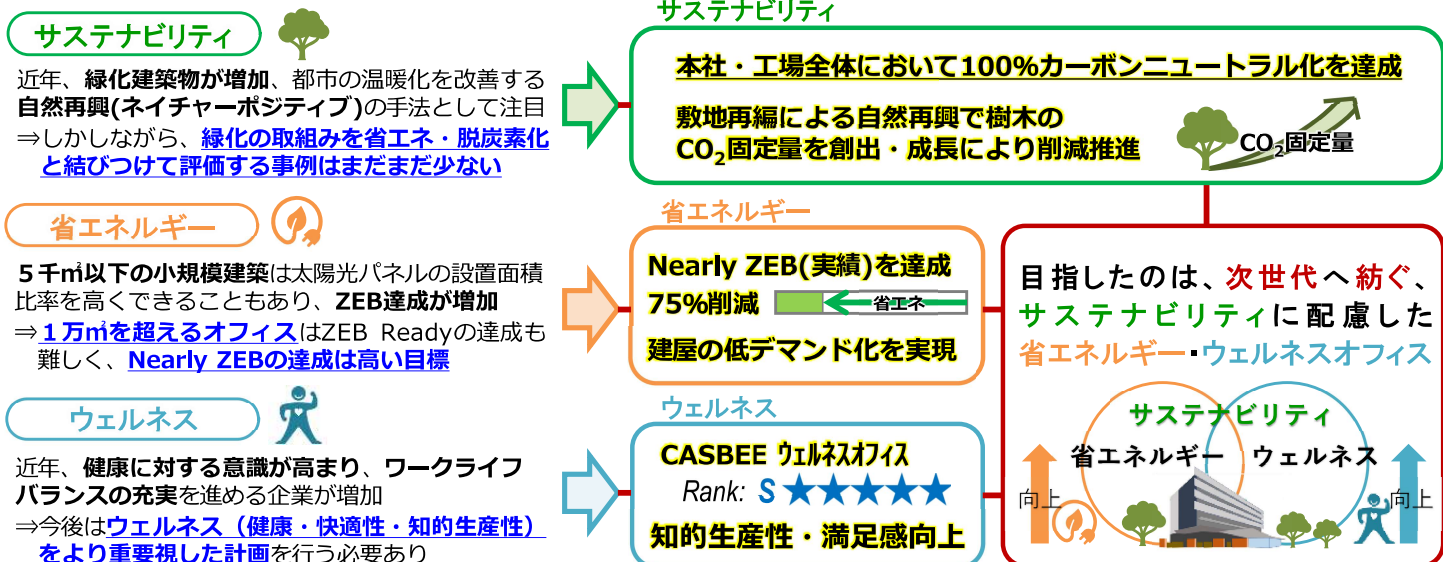 サステナビリティ
近年、緑化建築物が増加、都市の温暖化を改善する
自然再興(ネイチャーポジティブ)の手法として注目
⇒しかしながら、緑化の取組みを省エネ・脱炭素化
と結びつけて評価する事例はまだまだ少ない
省エネルギー
５千㎡以下の小規模建築は太陽光パネルの設置面積
比率を高くできることもあり、ZEB達成が増加
⇒１万㎡を超えるオフィスはZEB Readyの達成も
難しく、Nearly ZEBの達成は高い目標
ウェルネス
近年、健康に対する意識が高まり、ワークライフ
バランスの充実を進める企業が増加
⇒今後はウェルネス（健康・快適性・知的生産性）
をより重要視した計画を行う必要あり
サステナビリティ
本社・工場全体において100%カーボンニュートラル化を達成
敷地再編による自然再興で樹木の
CO₂固定量を創出・成長により削減推進
CO₂固定量
省エネルギー
Nearly ZEB(実績)を達成
75%削減
省エネ
建屋の低デマンド化を実現
ウェルネス
CASBEE ｳｪﾙﾈｽｵﾌｨｽ
Rank: S ★★★★★
知的生産性・満足感向上
目指したのは、次世代へ紡ぐ、
サステナビリティに配慮した
省エネルギー・ウェルネスオフィス
サステナビリティ
省エネルギー
ウェルネス
向上
向上